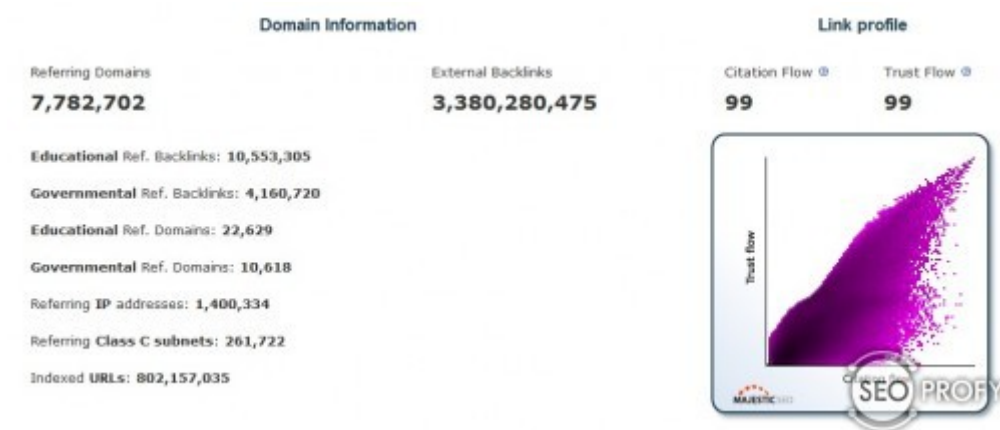 Domain Information
Link profile
Referring Domains
External Backlinks
Citation Flow
Trust Flow
7,782,702
3,380,280,475
99
99
Educational Ref. Backlinks: 10,553,305
Governmental Ref. Backlinks: 4,160,720
Educational Ref. Domains: 22,629
Governmental Ref. Domains: 10,618
Referring IP addresses: 1,400,334
Referring Class C subnets: 261,722
Indexed URLs: 802,157,035
Trust flow
MAJESTIC SEO
SEO PROFY